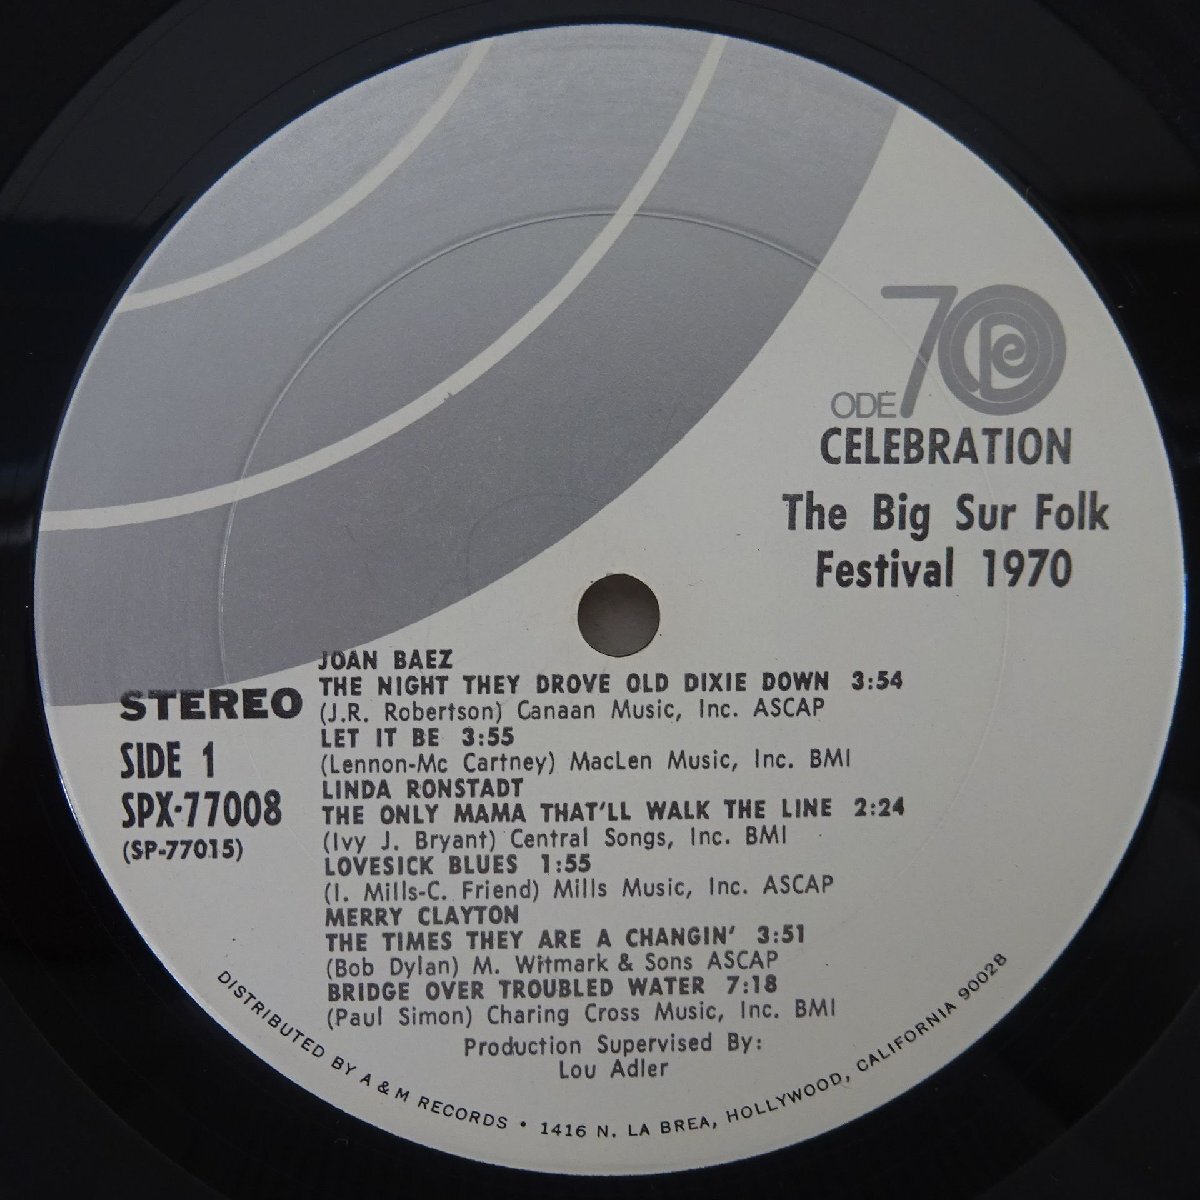 ODE 70
CELEBRATION
The Big Sur Folk
Festival 1970
STEREO
SIDE 1
SPX-77008
(SP-77015)
JOAN BAEZ
THE NIGHT THEY DROVE OLD DIXIE DOWN 3:54
(J.R. Robertson) Canaan Music, Inc. ASCAP
LET IT BE 3:55
(Lennon-Mc Cartney) MacLen Music, Inc. BMI
LINDA RONSTADT
THE ONLY MAMA THAT'LL WALK THE LINE 2:24
(Ivy J. Bryant) Central Songs, Inc. BMI
LOVESICK BLUES 1:55
(I. Mills-C. Friend) Mills Music, Inc. ASCAP
MERRY CLAYTON
THE TIMES THEY ARE A CHANGIN' 3:51
(Bob Dylan) M. Witmark & Sons ASCAP
BRIDGE OVER TROUBLED WATER 7:18
(Paul Simon) Charing Cross Music, Inc. BMI
Production Supervised By:
Lou Adler
DISTRIBUTED BY A & M RECORDS • 1416 N. LA BREA, HOLLYWOOD, CALIFORNIA 90028